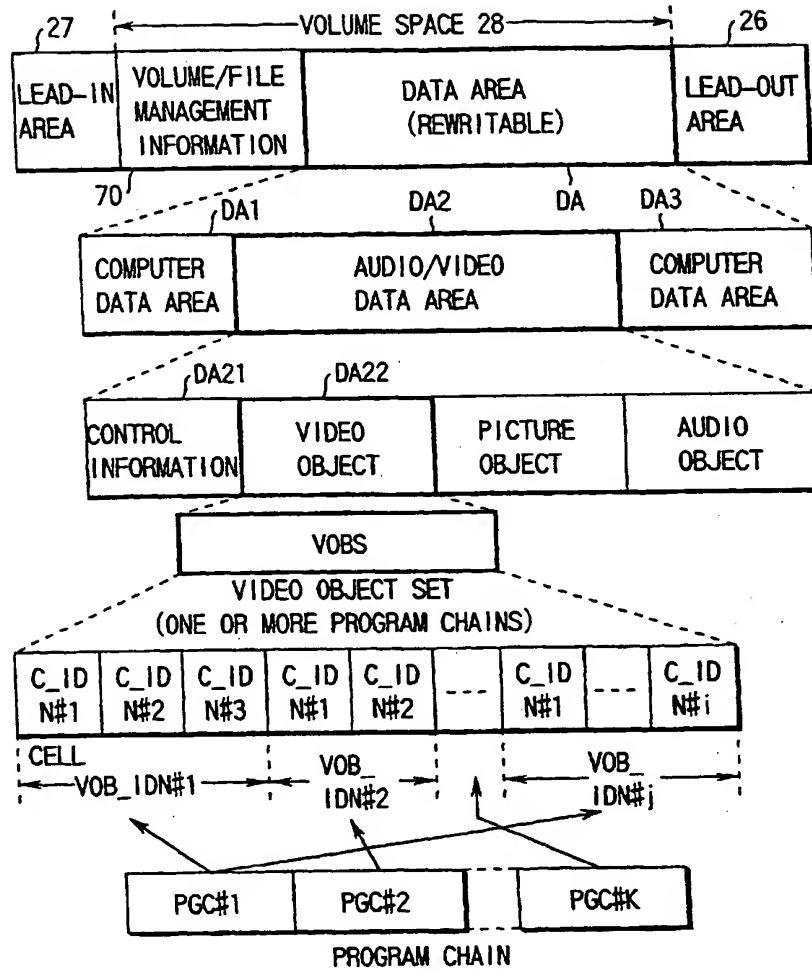 27 VOLUME SPACE 28 26
LEAD-IN AREA
VOLUME/FILE MANAGEMENT INFORMATION
DATA AREA (REWRITABLE)
LEAD-OUT AREA
70 DA1 DA2 DA DA3
COMPUTER DATA AREA
AUDIO/VIDEO DATA AREA
COMPUTER DATA AREA
DA21 DA22
CONTROL INFORMATION
VIDEO OBJECT
PICTURE OBJECT
AUDIO OBJECT
VOBS
VIDEO OBJECT SET
(ONE OR MORE PROGRAM CHAINS)
C_ID N#1
C_ID N#2
C_ID N#3
C_ID N#1
C_ID N#2
----
C_ID N#1
----
C_ID N#i
CELL
VOB_IDN#1
VOB_ IDN#2
VOB_ IDN#j
PGC#1 PGC#2 PGC#K
PROGRAM CHAIN